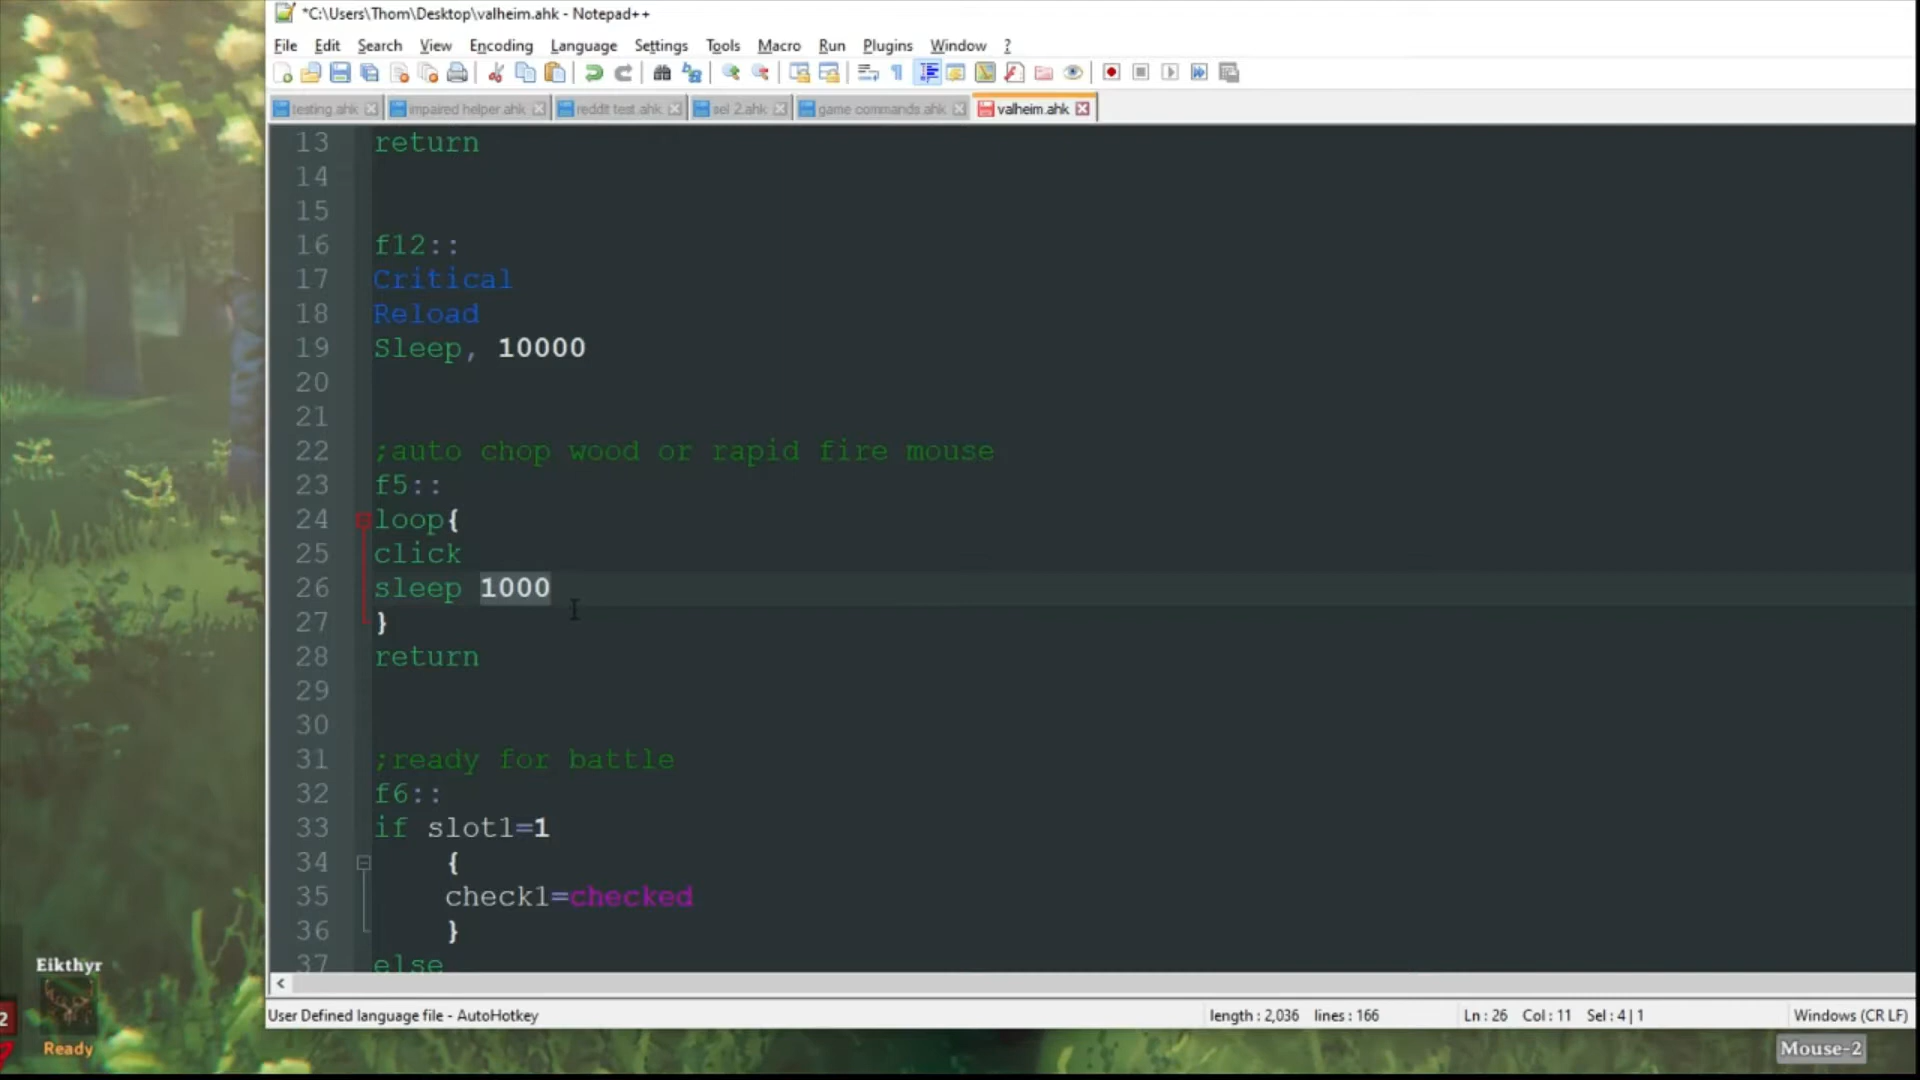 *C:\Users\Thom\Desktop\valheim.ahk - Notepad++
File Edit Search View Encoding Language Settings Tools Macro Run Plugins Window ?
testing.ahk impaired helper.ahk reddit test.ahk sel 2.ahk game commands.ahk valheim.ahk
13 return
14
15
16 f12::
17 Critical
18 Reload
19 Sleep, 10000
20
21
22 ;auto chop wood or rapid fire mouse
23 f5::
24 loop{
25 click
26 sleep 1000
27 }
28 return
29
30
31 ;ready for battle
32 f6::
33 if slot1=1
34 {
35 check1=checked
36 }
37 else
Eikthyr
2
Ready
User Defined language file - AutoHotkey length : 2,036 lines : 166 Ln : 26 Col : 11 Sel : 4 | 1 Windows (CR LF)
Mouse-2